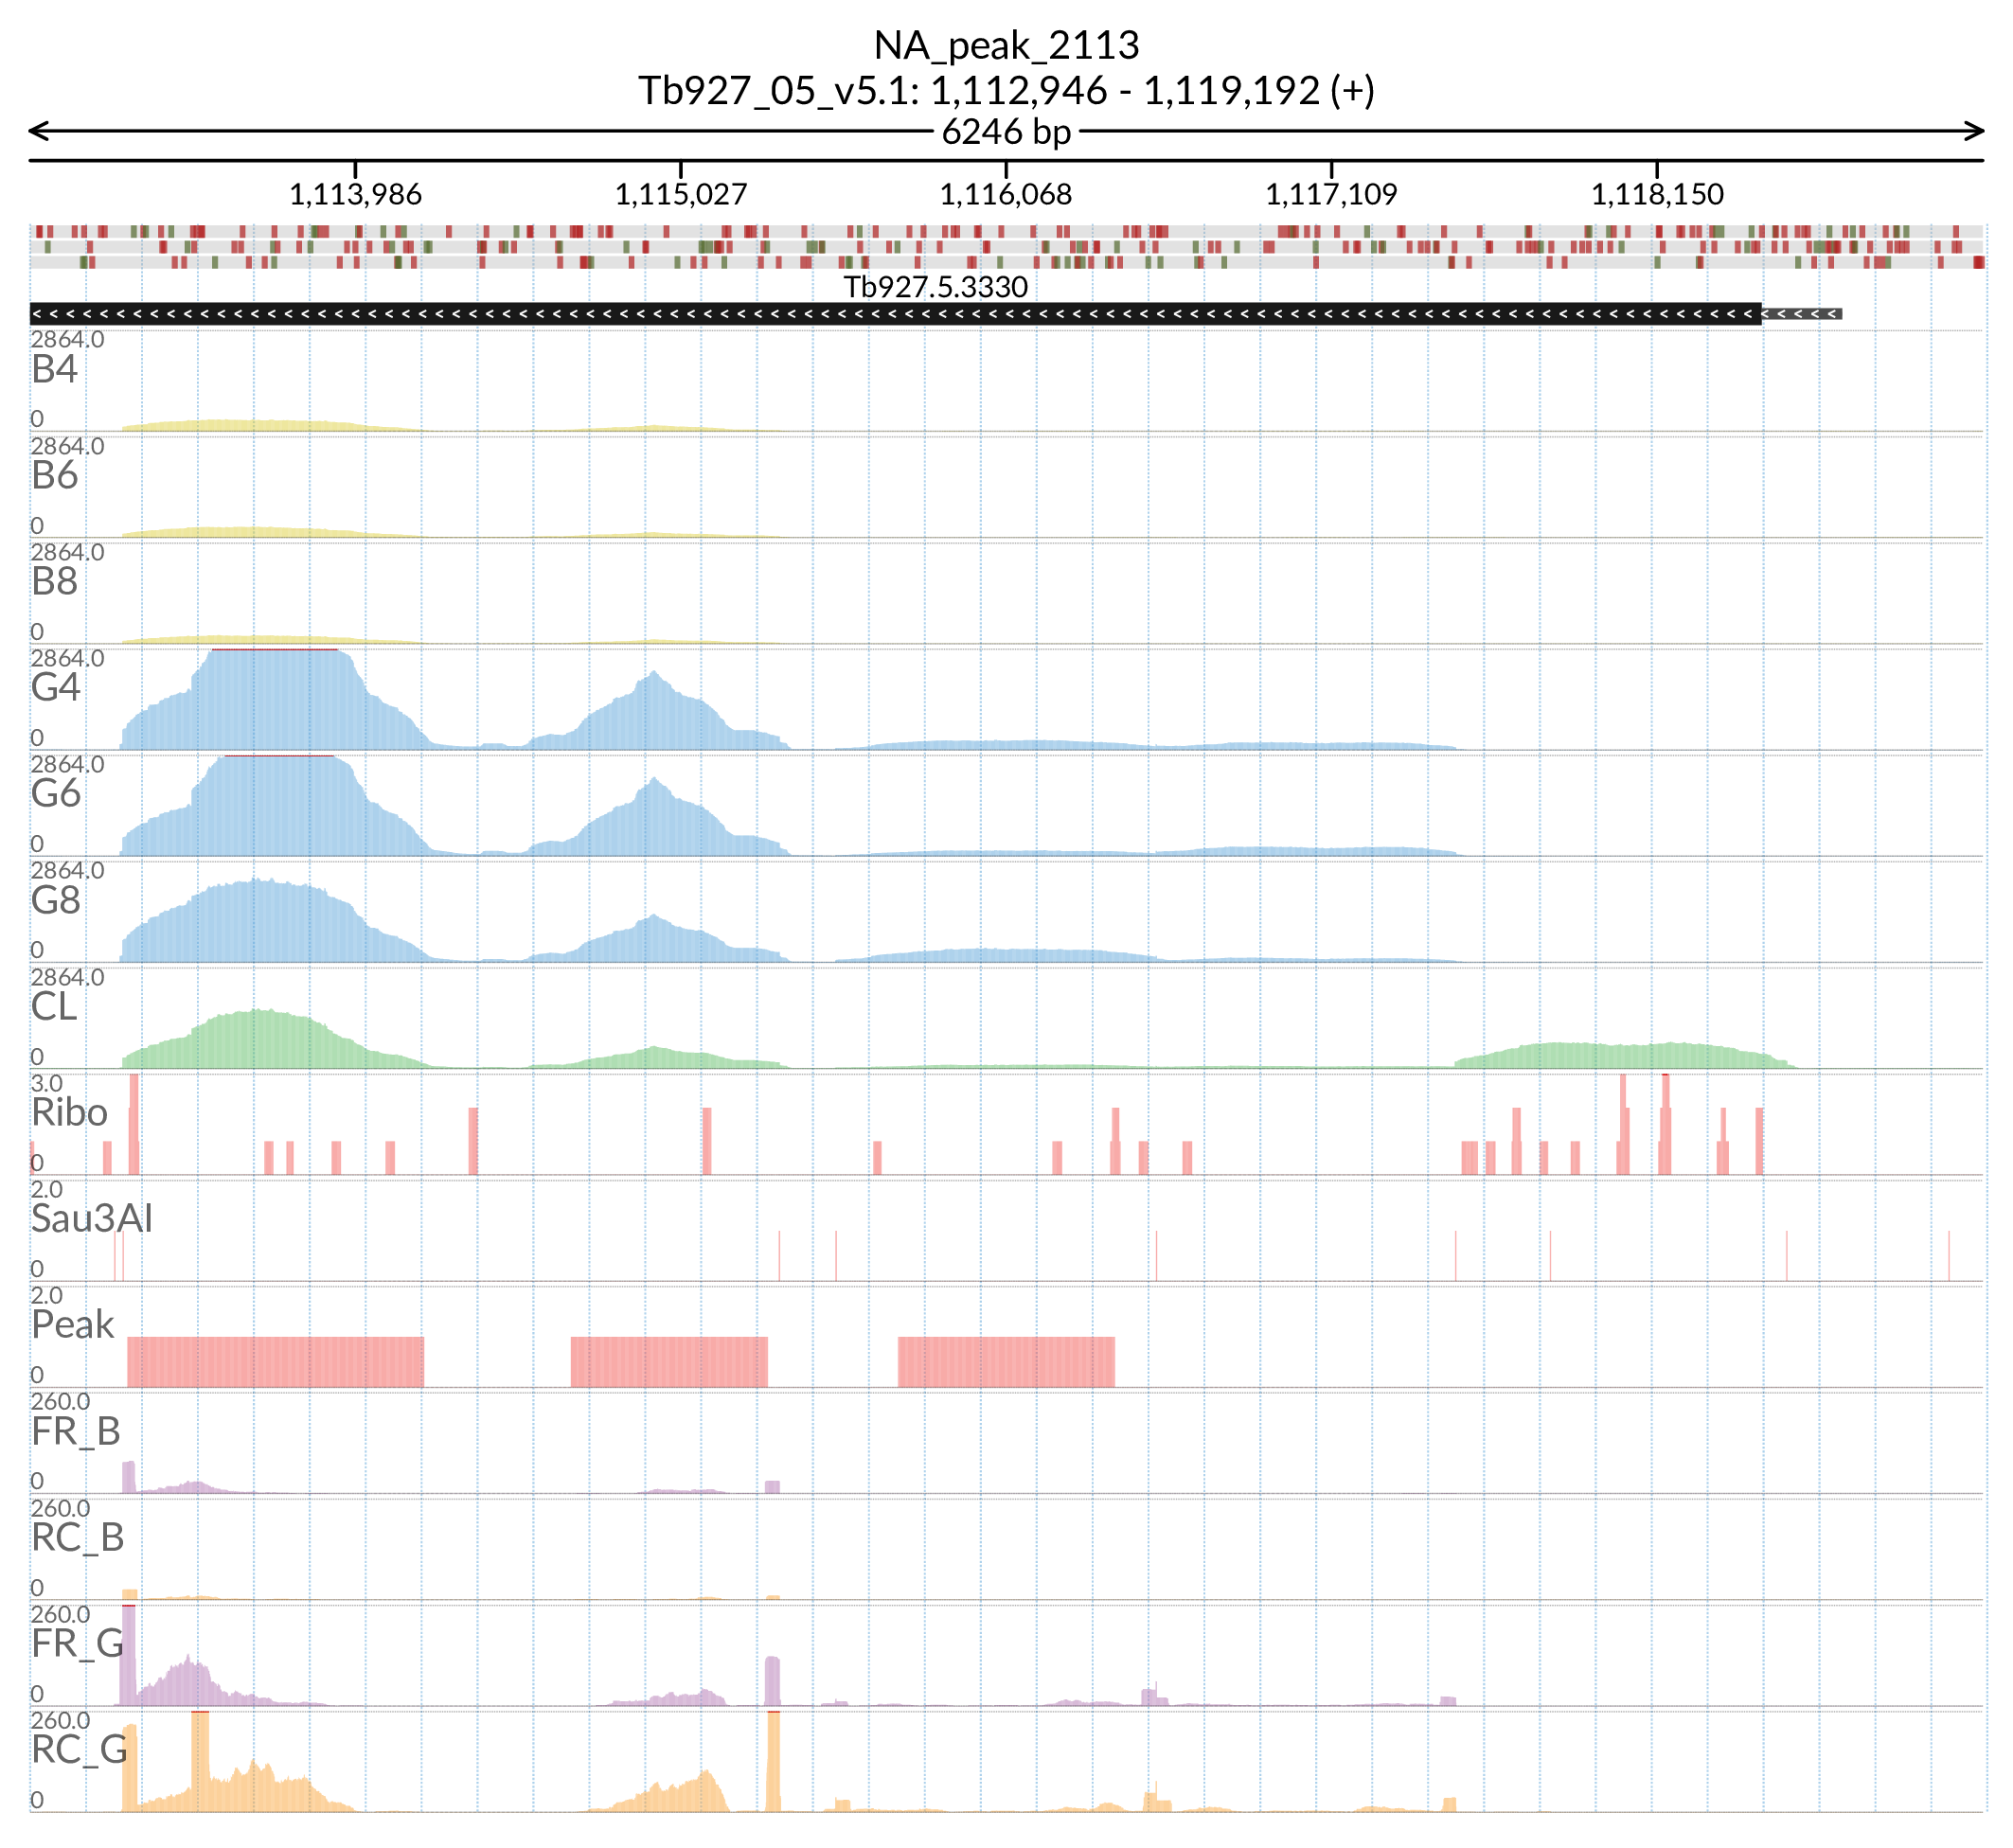 NA_peak_2113
Tb927_05_v5.1: 1,112,946 - 1,119,192 (+)
6246 bp
1,113,986 1,115,027 1,116,068 1,117,109 1,118,150
Tb927.5.3330
2864.0
B4
0
2864.0
B6
0
2864.0
B8
0
2864.0
G4
0
2864.0
G6
0
2864.0
G8
0
2864.0
CL
0
3.0
Ribo
0
2.0
Sau3AI
0
2.0
Peak
0
260.0
FR_B
0
260.0
RC_B
0
260.0
FR_G
0
260.0
RC_G
0